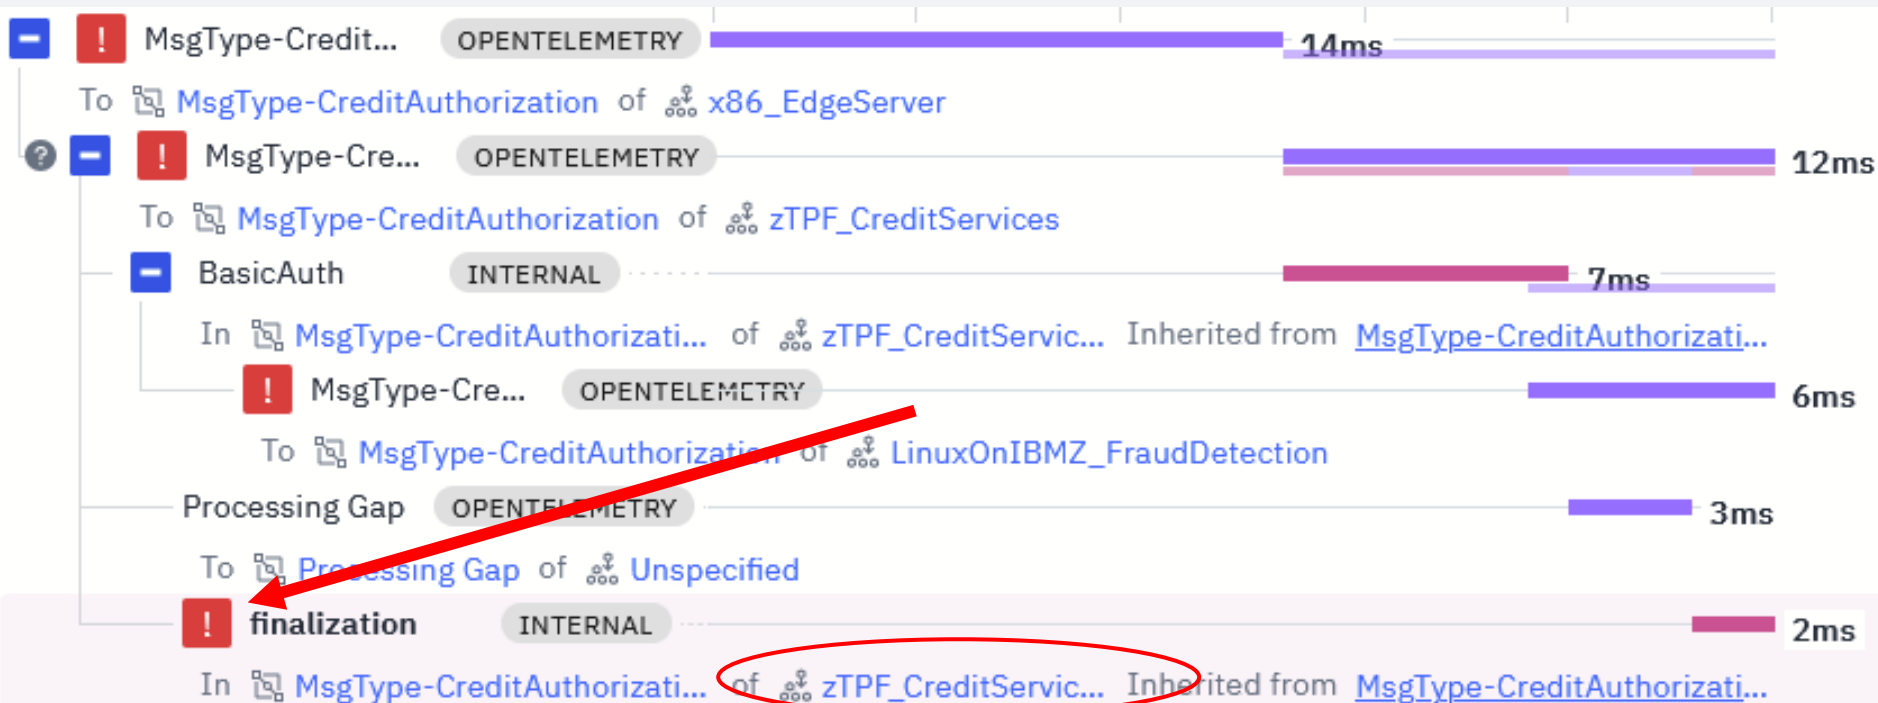 ! MsgType-Credit... OPENTELEMETRY 14ms
To MsgType-CreditAuthorization of x86_EdgeServer
? ! MsgType-Cre... OPENTELEMETRY 12ms
To MsgType-CreditAuthorization of zTPF_CreditServices
BasicAuth INTERNAL 7ms
In MsgType-CreditAuthorizati... of zTPF_CreditServic... Inherited from MsgType-CreditAuthorizati...
! MsgType-Cre... OPENTELEMETRY 6ms
To MsgType-CreditAuthorization of LinuxOnIBMZ_FraudDetection
Processing Gap OPENTELEMETRY 3ms
To Processing Gap of Unspecified
! finalization INTERNAL 2ms
In MsgType-CreditAuthorizati... of zTPF_CreditServic... Inherited from MsgType-CreditAuthorizati...